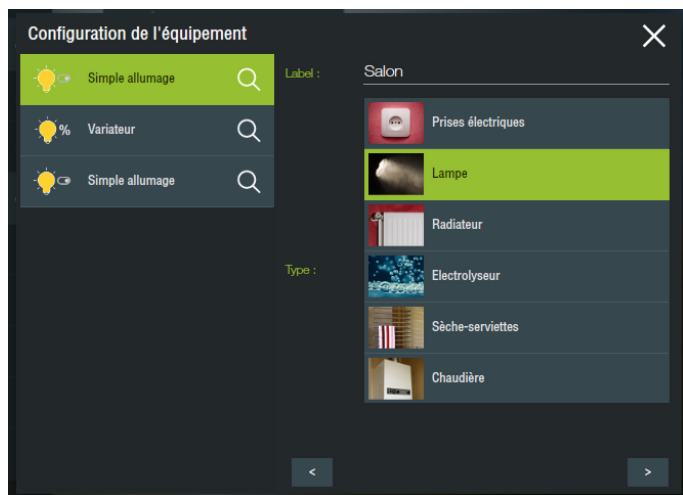 Configuration de l'équipement
Simple allumage
% Variateur
Simple allumage
Label :
Salon
Type :
Prises électriques
Lampe
Radiateur
Electrolyseur
Sèche-serviettes
Chaudière
<
>